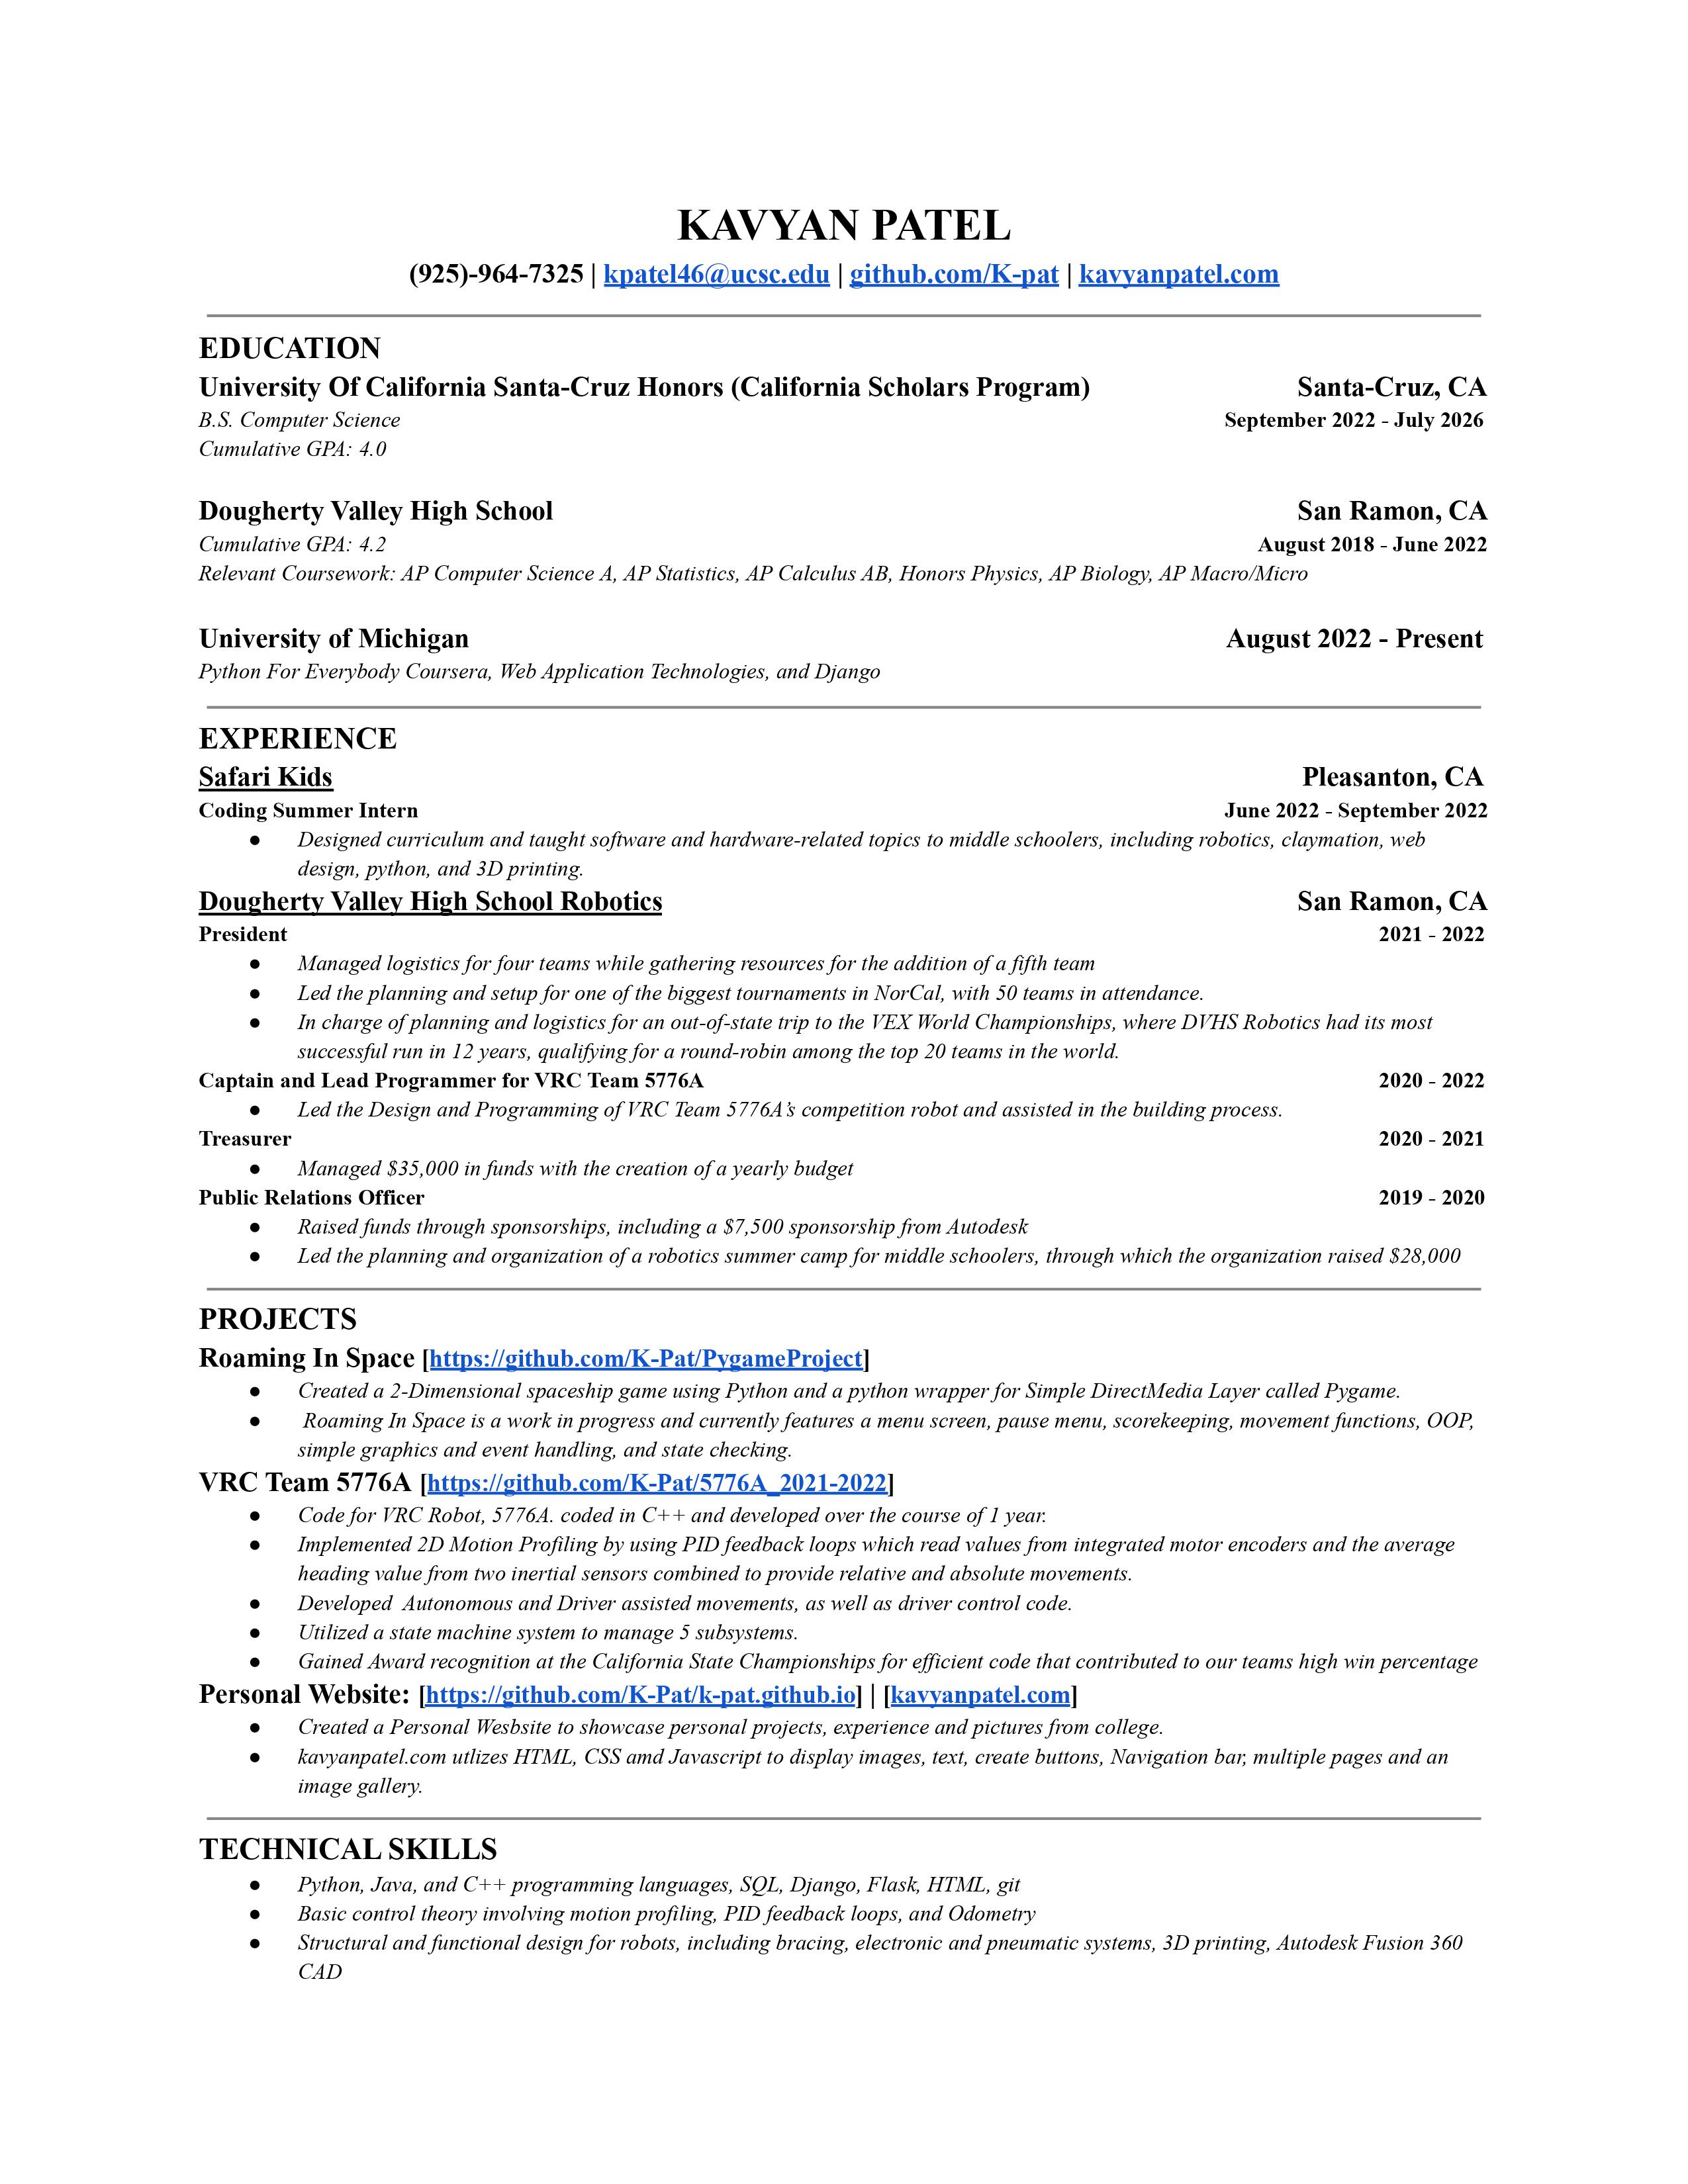 KAVYAN PATEL
(925)-964-7325 | kpatel46@ucsc.edu | github.com/K-pat | kavyanpatel.com
EDUCATION
University Of California Santa-Cruz Honors (California Scholars Program) Santa-Cruz, CA
B.S. Computer Science September 2022 - July 2026
Cumulative GPA: 4.0
Dougherty Valley High School San Ramon, CA
Cumulative GPA: 4.2 August 2018 - June 2022
Relevant Coursework: AP Computer Science A, AP Statistics, AP Calculus AB, Honors Physics, AP Biology, AP Macro/Micro
University of Michigan August 2022 - Present
Python For Everybody Coursera, Web Application Technologies, and Django
EXPERIENCE
Safari Kids Pleasanton, CA
Coding Summer Intern June 2022 - September 2022
● Designed curriculum and taught software and hardware-related topics to middle schoolers, including robotics, claymation, web
design, python, and 3D printing.
Dougherty Valley High School Robotics San Ramon, CA
President 2021 - 2022
● Managed logistics for four teams while gathering resources for the addition of a fifth team
● Led the planning and setup for one of the biggest tournaments in NorCal, with 50 teams in attendance.
● In charge of planning and logistics for an out-of-state trip to the VEX World Championships, where DVHS Robotics had its most
successful run in 12 years, qualifying for a round-robin among the top 20 teams in the world.
Captain and Lead Programmer for VRC Team 5776A 2020 - 2022
● Led the Design and Programming of VRC Team 5776A’s competition robot and assisted in the building process.
Treasurer 2020 - 2021
● Managed $35,000 in funds with the creation of a yearly budget
Public Relations Officer 2019 - 2020
● Raised funds through sponsorships, including a $7,500 sponsorship from Autodesk
● Led the planning and organization of a robotics summer camp for middle schoolers, through which the organization raised $28,000
PROJECTS
Roaming In Space [https://github.com/K-Pat/PygameProject]
● Created a 2-Dimensional spaceship game using Python and a python wrapper for Simple DirectMedia Layer called Pygame.
● Roaming In Space is a work in progress and currently features a menu screen, pause menu, scorekeeping, movement functions, OOP,
simple graphics and event handling, and state checking.
VRC Team 5776A [https://github.com/K-Pat/5776A_2021-2022]
● Code for VRC Robot, 5776A. coded in C++ and developed over the course of 1 year.
● Implemented 2D Motion Profiling by using PID feedback loops which read values from integrated motor encoders and the average
heading value from two inertial sensors combined to provide relative and absolute movements.
● Developed Autonomous and Driver assisted movements, as well as driver control code.
● Utilized a state machine system to manage 5 subsystems.
● Gained Award recognition at the California State Championships for efficient code that contributed to our teams high win percentage
Personal Website: [https://github.com/K-Pat/k-pat.github.io] | [kavyanpatel.com]
● Created a Personal Wesbsite to showcase personal projects, experience and pictures from college.
● kavyanpatel.com utlizes HTML, CSS amd Javascript to display images, text, create buttons, Navigation bar, multiple pages and an
image gallery.
TECHNICAL SKILLS
● Python, Java, and C++ programming languages, SQL, Django, Flask, HTML, git
● Basic control theory involving motion profiling, PID feedback loops, and Odometry
● Structural and functional design for robots, including bracing, electronic and pneumatic systems, 3D printing, Autodesk Fusion 360
CAD